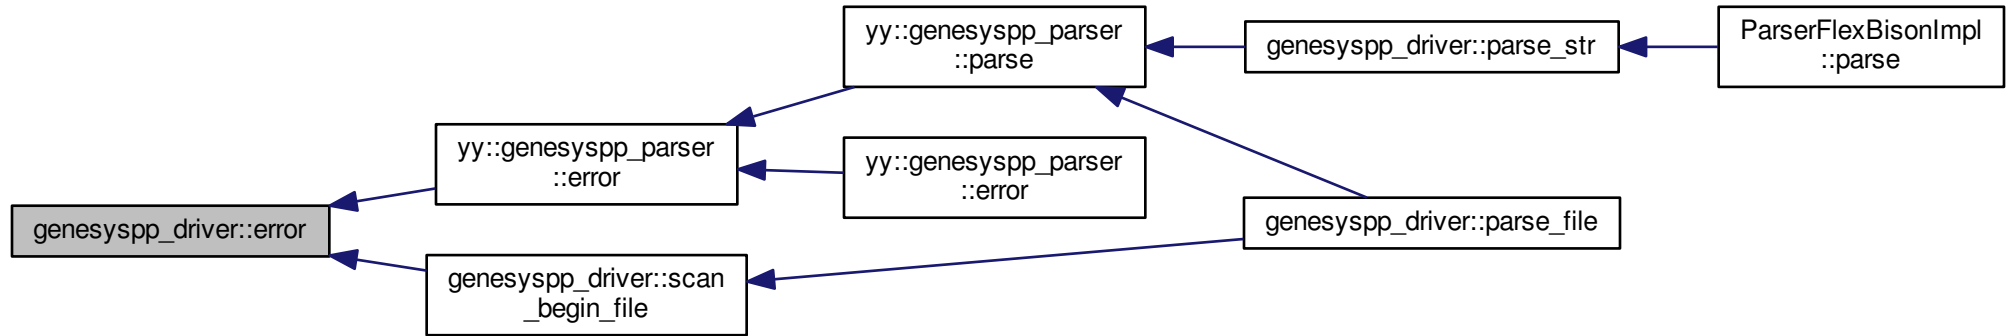 genesyspp_driver::error
yy::genesyspp_parser
::error
genesyspp_driver::scan
_begin_file
yy::genesyspp_parser
::parse
yy::genesyspp_parser
::error
genesyspp_driver::parse_str
genesyspp_driver::parse_file
ParserFlexBisonImpl
::parse